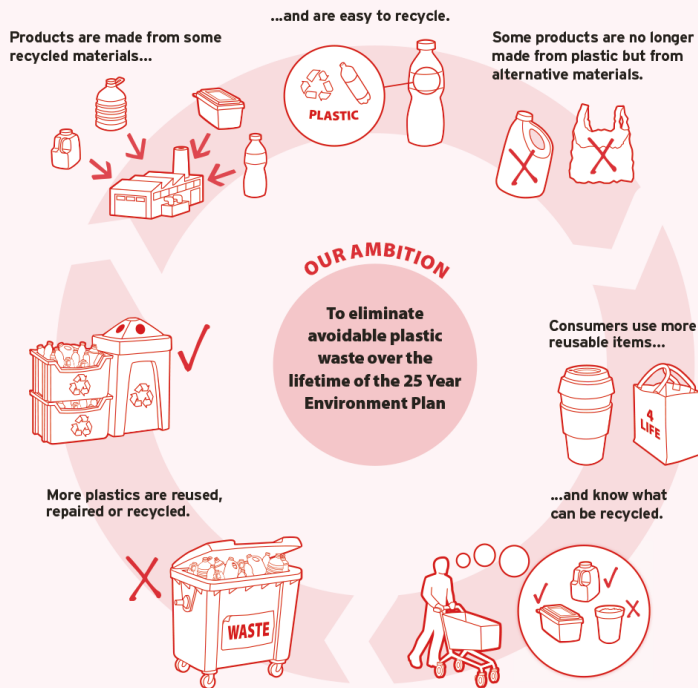 ...and are easy to recycle.
Products are made from some
recycled materials...
PLASTIC
Some products are no longer
made from plastic but from
alternative materials.
OUR AMBITION
To eliminate
avoidable plastic
waste over the
lifetime of the 25 Year
Environment Plan
Consumers use more
reusable items...
4
LIFE
...and know what
can be recycled.
More plastics are reused,
repaired or recycled.
WASTE